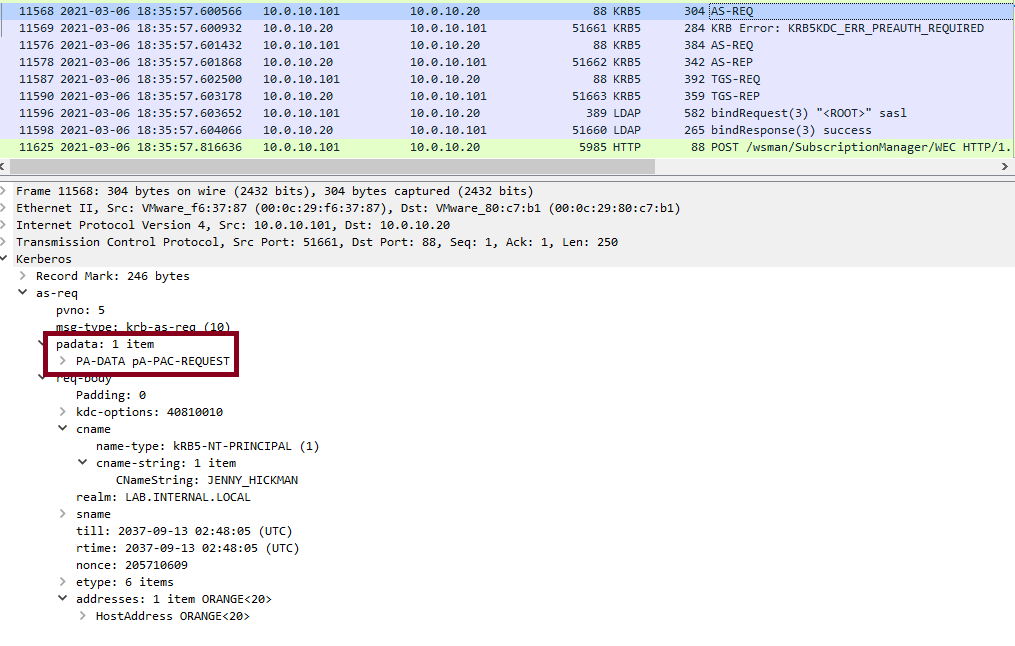 11568 2021-03-06 18:35:57.600566 10.0.10.101 10.0.10.20 88 KRB5 304 AS-REQ
11569 2021-03-06 18:35:57.600932 10.0.10.20 10.0.10.101 51661 KRB5 284 KRB Error: KRB5KDC_ERR_PREAUTH_REQUIRED
11576 2021-03-06 18:35:57.601432 10.0.10.101 10.0.10.20 88 KRB5 384 AS-REQ
11578 2021-03-06 18:35:57.601868 10.0.10.20 10.0.10.101 51662 KRB5 342 AS-REP
11587 2021-03-06 18:35:57.602500 10.0.10.101 10.0.10.20 88 KRB5 392 TGS-REQ
11590 2021-03-06 18:35:57.603178 10.0.10.20 10.0.10.101 51663 KRB5 359 TGS-REP
11596 2021-03-06 18:35:57.603652 10.0.10.101 10.0.10.20 389 LDAP 582 bindRequest(3) "<ROOT>" sasl
11598 2021-03-06 18:35:57.604066 10.0.10.20 10.0.10.101 51660 LDAP 265 bindResponse(3) success
11625 2021-03-06 18:35:57.816636 10.0.10.101 10.0.10.20 5985 HTTP 88 POST /wsman/SubscriptionManager/WEC HTTP/1.
Frame 11568: 304 bytes on wire (2432 bits), 304 bytes captured (2432 bits)
Ethernet II, Src: VMware_f6:37:87 (00:0c:29:f6:37:87), Dst: VMware_80:c7:b1 (00:0c:29:80:c7:b1)
Internet Protocol Version 4, Src: 10.0.10.101, Dst: 10.0.10.20
Transmission Control Protocol, Src Port: 51661, Dst Port: 88, Seq: 1, Ack: 1, Len: 250
Kerberos
Record Mark: 246 bytes
as-req
pvno: 5
msg-type: krb-as-req (10)
padata: 1 item
PA-DATA pA-PAC-REQUEST
req-body
Padding: 0
kdc-options: 40810010
cname
name-type: kRB5-NT-PRINCIPAL (1)
cname-string: 1 item
CNameString: JENNY_HICKMAN
realm: LAB.INTERNAL.LOCAL
sname
till: 2037-09-13 02:48:05 (UTC)
rtime: 2037-09-13 02:48:05 (UTC)
nonce: 205710609
etype: 6 items
addresses: 1 item ORANGE<20>
HostAddress ORANGE<20>